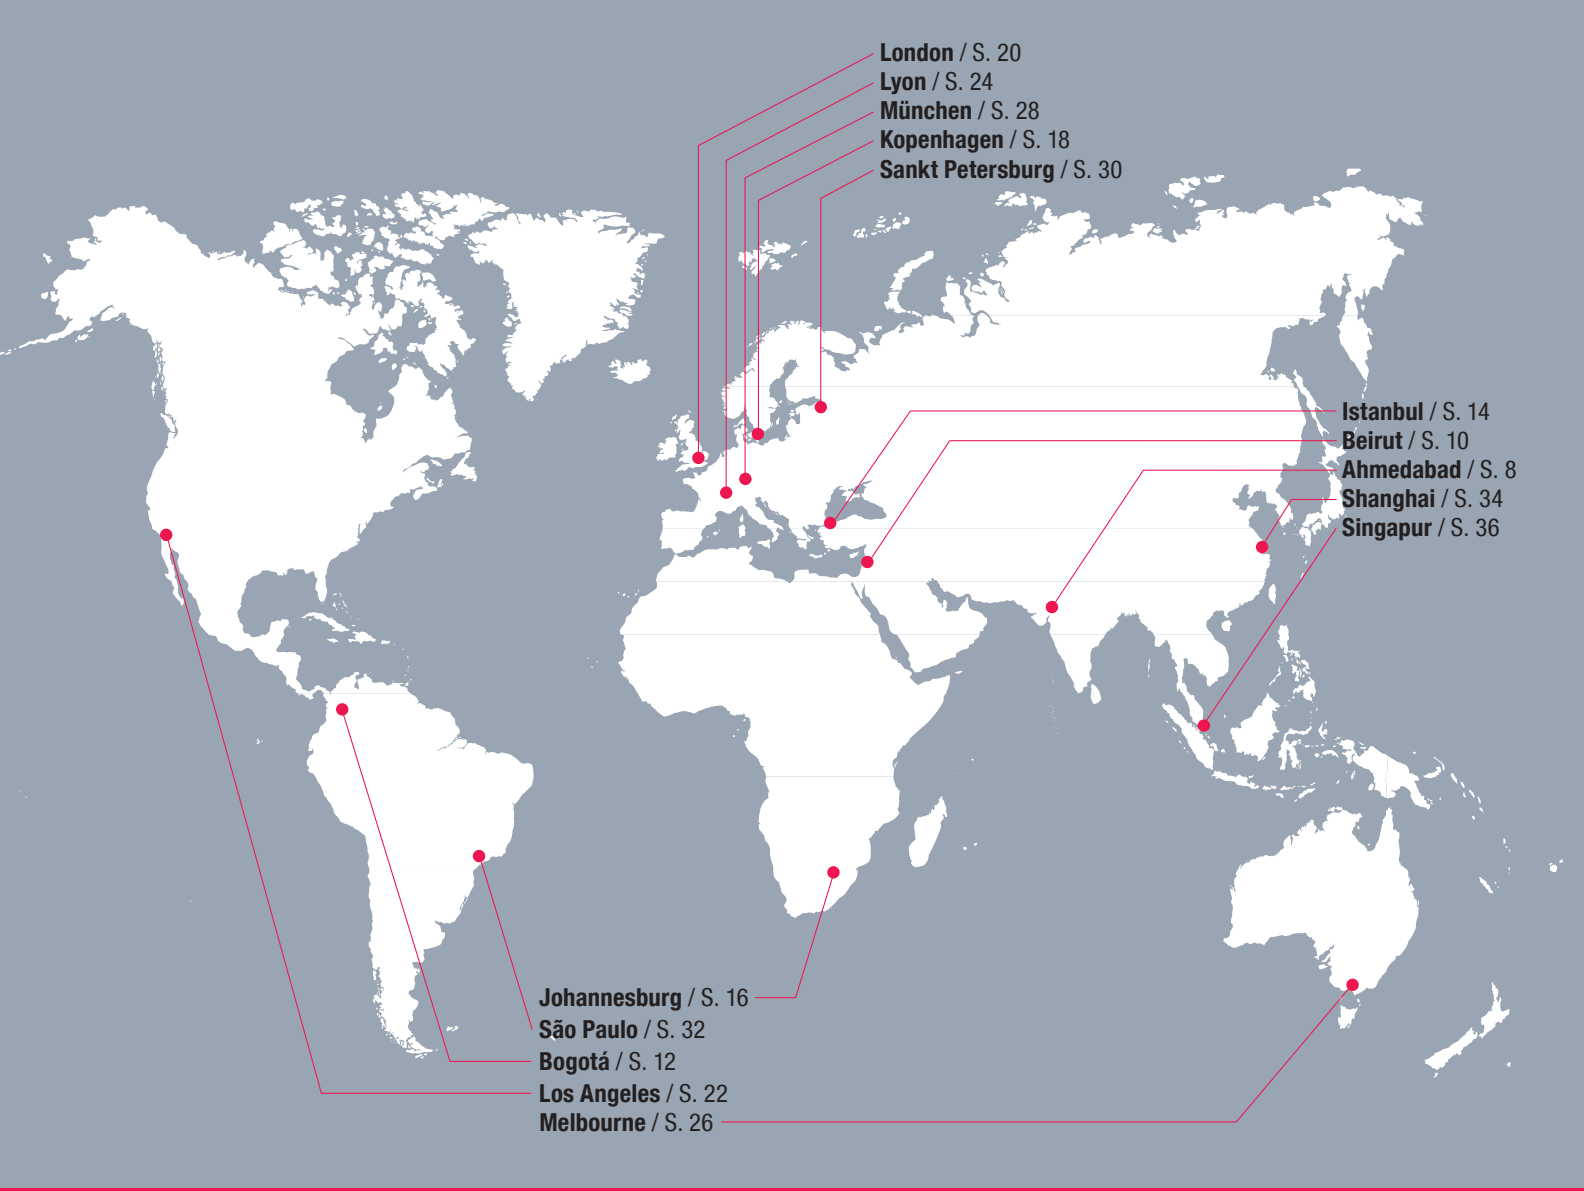 London / S. 20
Lyon / S. 24
München / S. 28
Kopenhagen / S. 18
Sankt Petersburg / S. 30
Istanbul / S. 14
Beirut / S. 10
Ahmedabad / S. 8
Shanghai / S. 34
Singapur / S. 36
Johannesburg / S. 16
São Paulo / S. 32
Bogotá / S. 12
Los Angeles / S. 22
Melbourne / S. 26